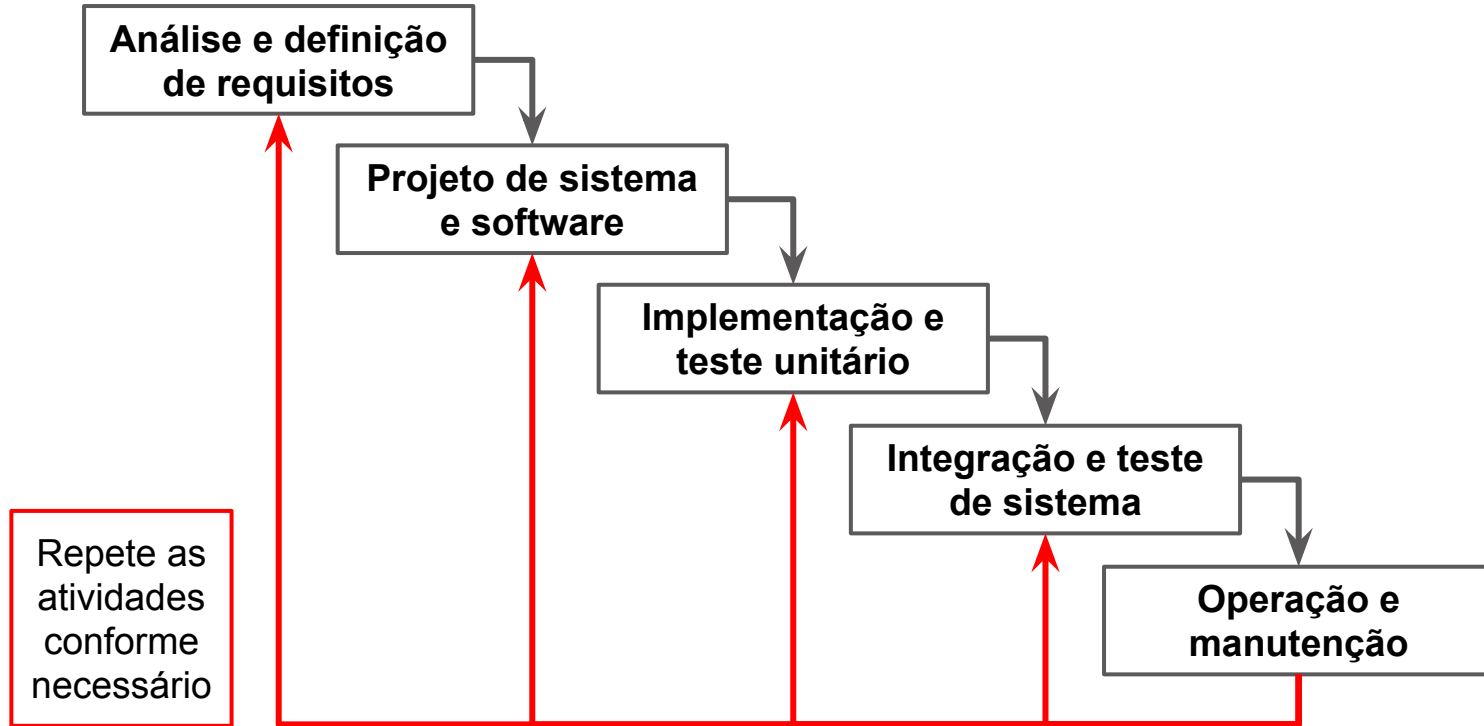 Análise e definição
de requisitos
Projeto de sistema
e software
Implementação e
teste unitário
Integração e teste
de sistema
Operação e
manutenção
Repete as
atividades
conforme
necessário